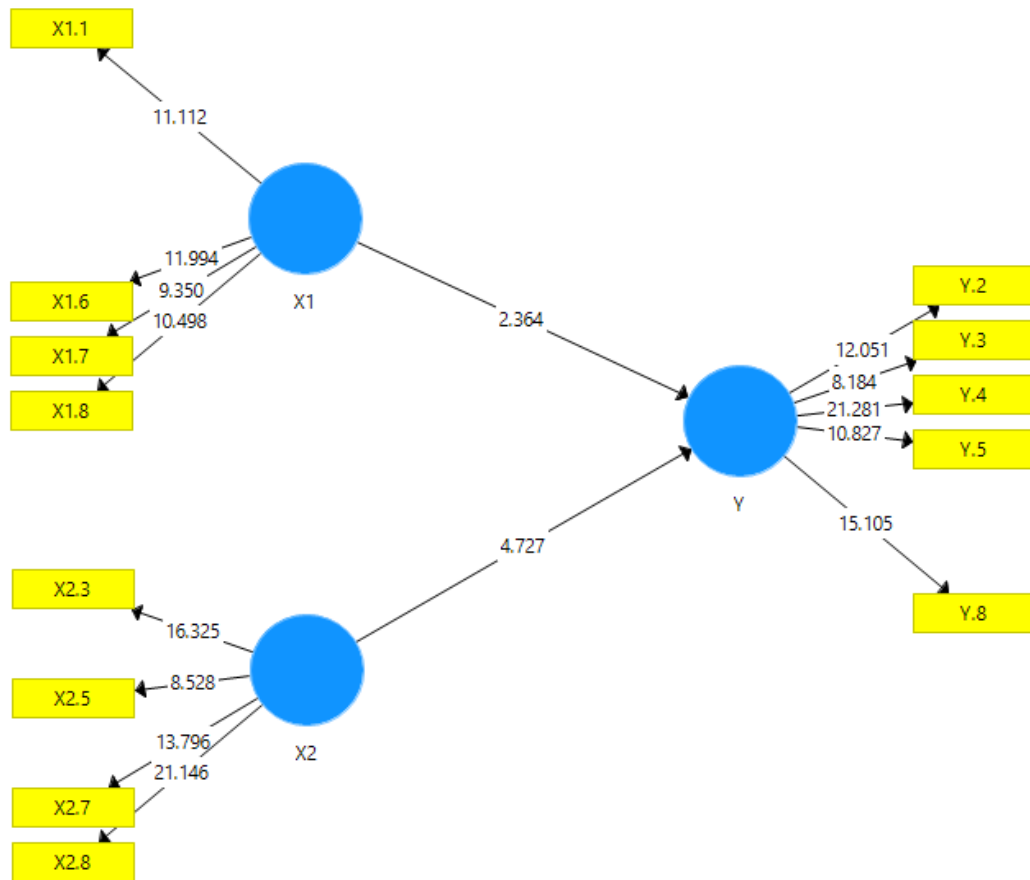 X1.1
11.112
11.994
X1.6
9.350
X1
10.498
X1.7
X1.8
2.364
Y.2
Y.3
12.051
8.184
Y.4
21.281
10.827
Y.5
Y
15.105
Y.8
4.727
X2.3
16.325
8.528
X2.5
13.796
X2
21.146
X2.7
X2.8